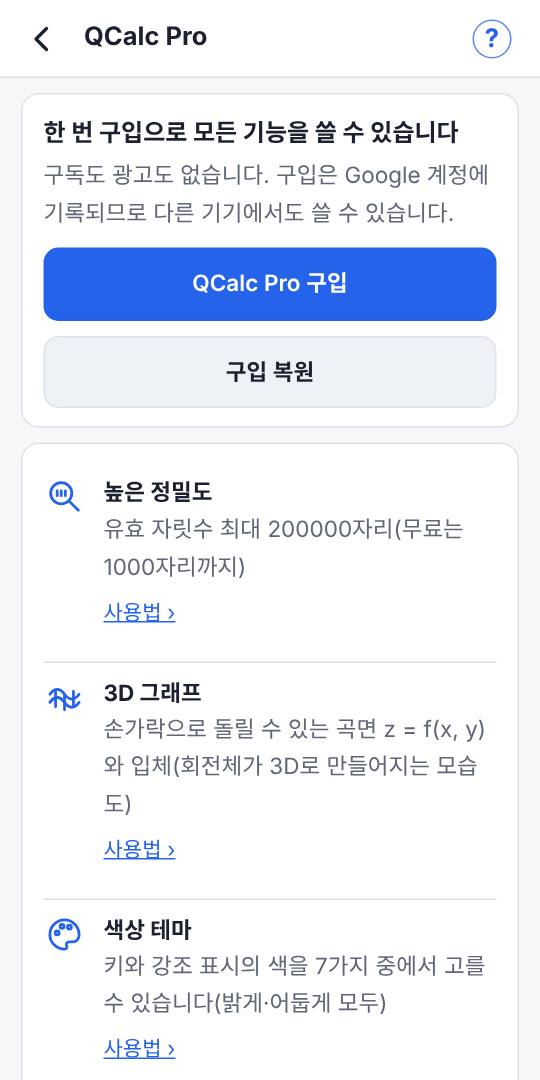 QCalc Pro
?
한 번 구입으로 모든 기능을 쓸 수 있습니다
구독도 광고도 없습니다. 구입은 Google 계정에
기록되므로 다른 기기에서도 쓸 수 있습니다.
QCalc Pro 구입
구입 복원
높은 정밀도
유효 자릿수 최대 200000자리(무료는
1000자리까지)
사용법 ›
3D 그래프
손가락으로 돌릴 수 있는 곡면 z = f(x, y)
와 입체(회전체가 3D로 만들어지는 모습
도)
사용법 ›
색상 테마
키와 강조 표시의 색을 7가지 중에서 고를
수 있습니다(밝게·어둡게 모두)
사용법 ›